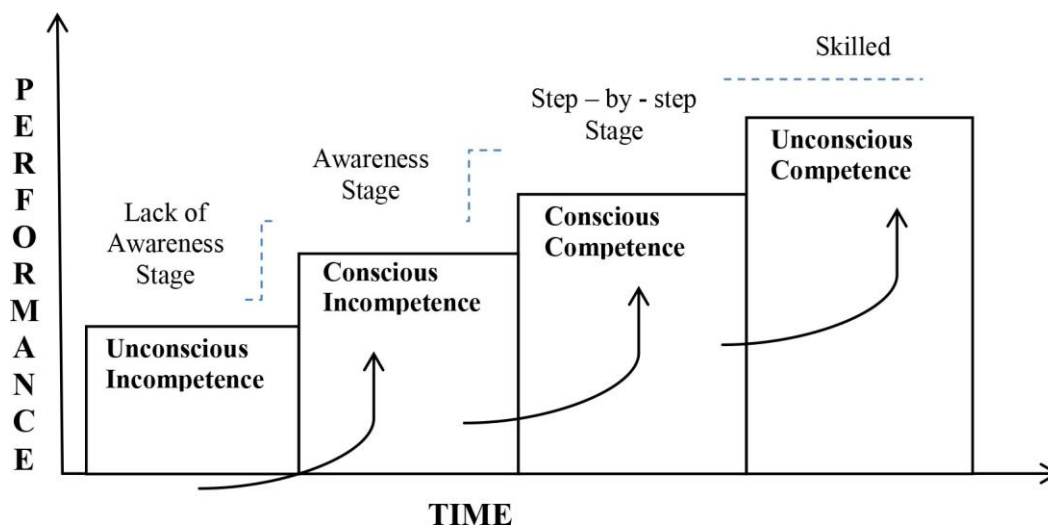 PERFORMANCE
Skilled
Step – by - step
Stage
Unconscious
Competence
Awareness
Stage
Conscious
Competence
Lack of
Awareness
Stage
Conscious
Incompetence
Unconscious
Incompetence
TIME